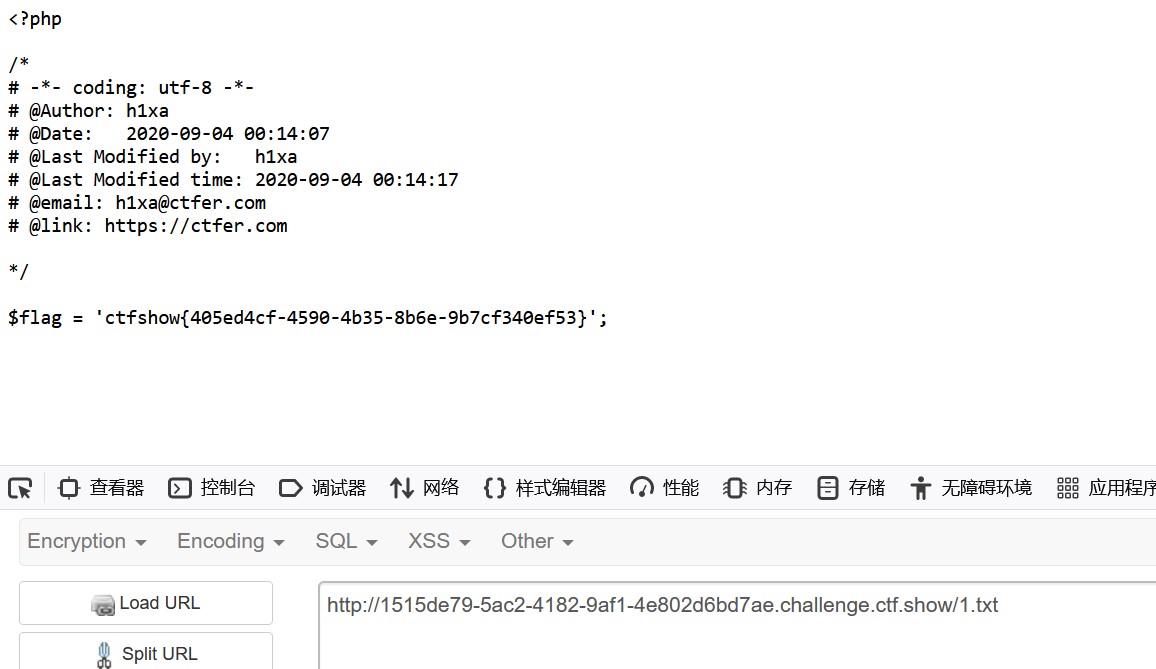 <?php
/*
# -*- coding: utf-8 -*-
# @Author: h1xa
# @Date:   2020-09-04 00:14:07
# @Last Modified by:   h1xa
# @Last Modified time: 2020-09-04 00:14:17
# @email: h1xa@ctfer.com
# @link: https://ctfer.com
*/
$flag = 'ctfshow{405ed4cf-4590-4b35-8b6e-9b7cf340ef53}';
查看器 控制台 调试器 网络 {} 样式编辑器 性能 内存 存储 无障碍环境 应用程序
Encryption Encoding SQL XSS Other
Load URL
http://1515de79-5ac2-4182-9af1-4e802d6bd7ae.challenge.ctf.show/1.txt
Split URL